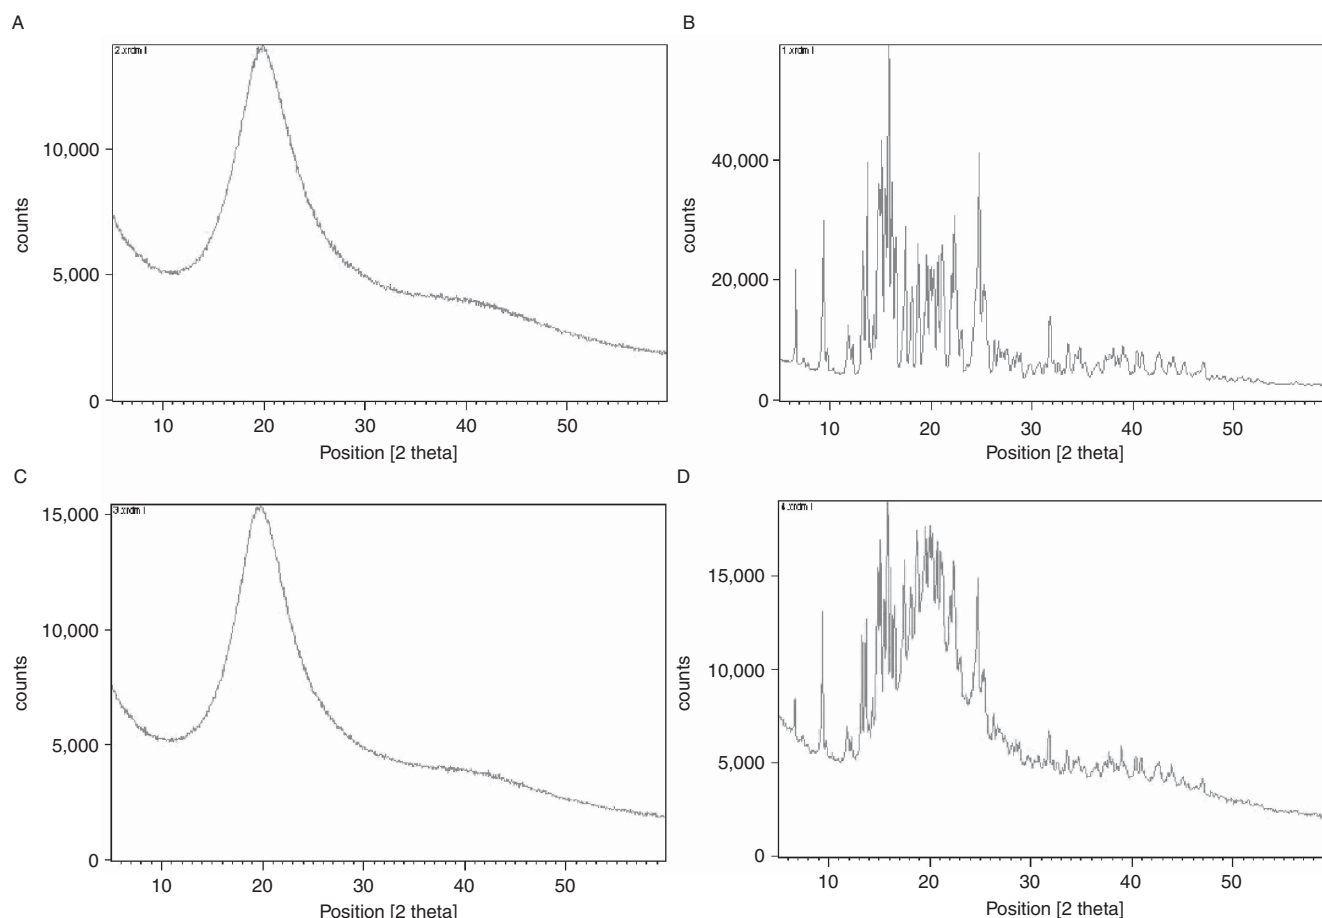 A
2.xrdml
10,000
5,000
0
counts
10 20 30 40 50
Position [2 theta]
B
1.xrdml
40,000
20,000
0
counts
10 20 30 40 50
Position [2 theta]
C
3.xrdml
15,000
10,000
5,000
0
counts
10 20 30 40 50
Position [2 theta]
D
15,000
10,000
5,000
0
counts
10 20 30 40 50
Position [2 theta]